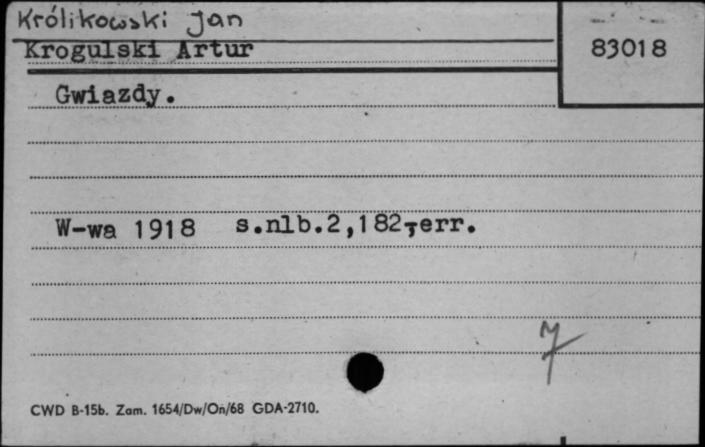 Królikowski Jan
Krogulski Artur
83018
Gwiazdy.
W-wa 1918 s.nlb.2,182,err.
7
CWD B-15b. Zam. 1654/Dw/On/68 GDA-2710.